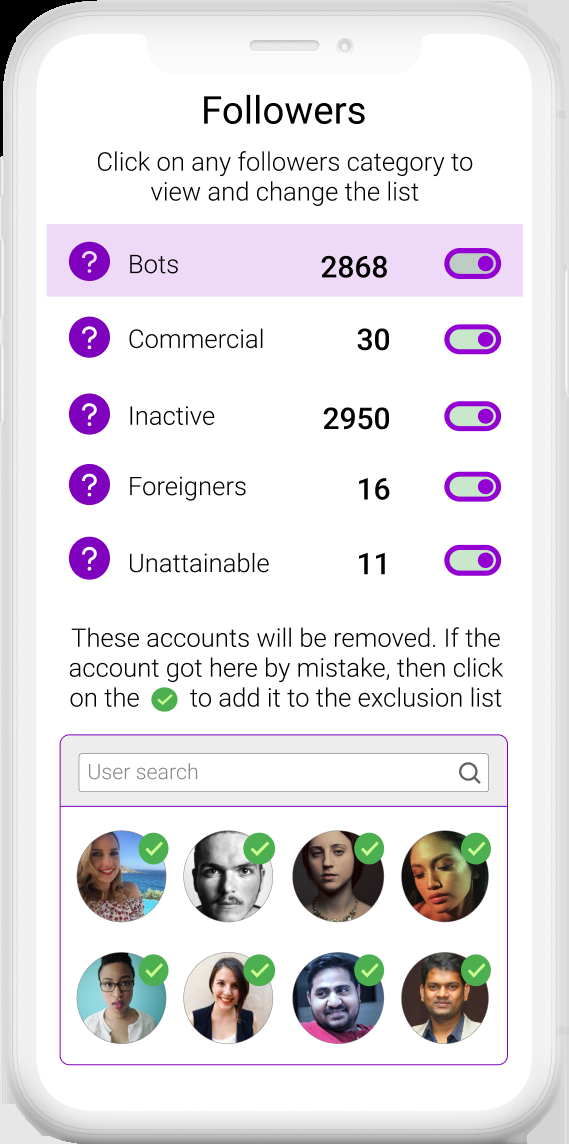 Followers
Click on any followers category to
view and change the list
? Bots 2868
? Commercial 30
? Inactive 2950
? Foreigners 16
? Unattainable 11
These accounts will be removed. If the
account got here by mistake, then click
on the to add it to the exclusion list
User search